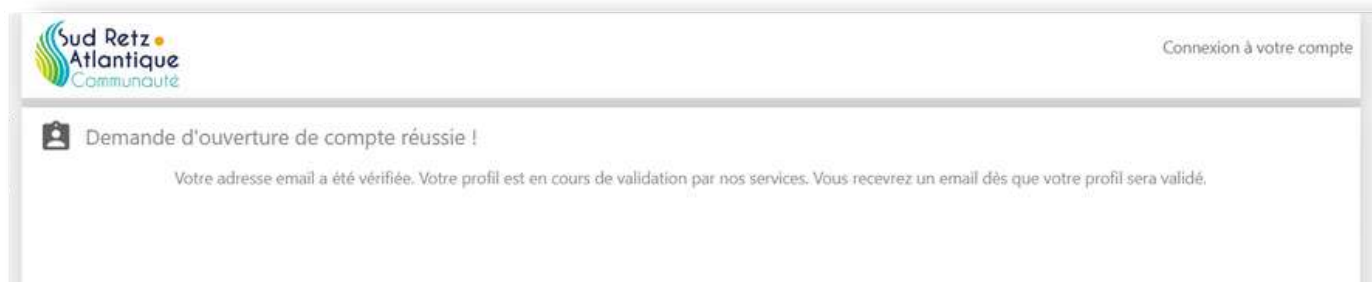 Sud Retz
Atlantique
Communauté
Connexion à votre compte
Demande d'ouverture de compte réussie !
Votre adresse email a été vérifiée. Votre profil est en cours de validation par nos services. Vous recevrez un email dès que votre profil sera validé.